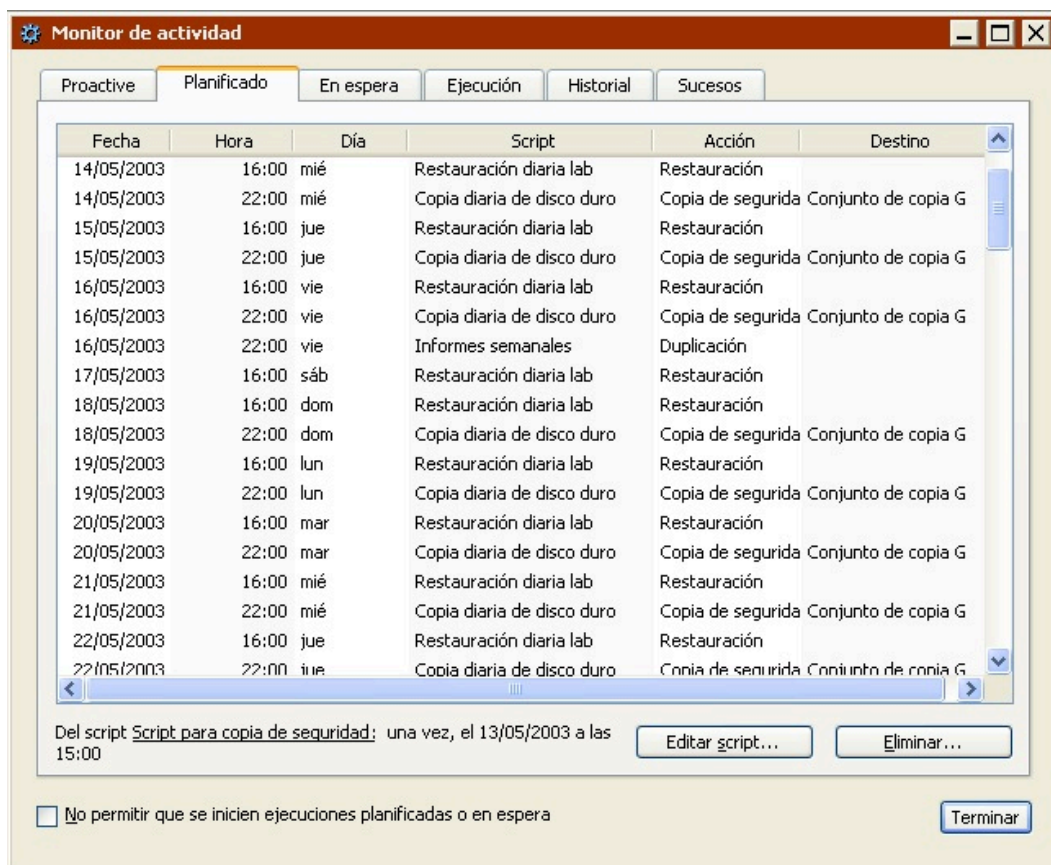 Monitor de actividad
Proactive Planificado En espera Ejecución Historial Sucesos
Fecha Hora Día Script Acción Destino
14/05/2003 16:00 mié Restauración diaria lab Restauración
14/05/2003 22:00 mié Copia diaria de disco duro Copia de segurida Conjunto de copia G
15/05/2003 16:00 jue Restauración diaria lab Restauración
15/05/2003 22:00 jue Copia diaria de disco duro Copia de segurida Conjunto de copia G
16/05/2003 16:00 vie Restauración diaria lab Restauración
16/05/2003 22:00 vie Copia diaria de disco duro Copia de segurida Conjunto de copia G
16/05/2003 22:00 vie Informes semanales Duplicación
17/05/2003 16:00 sáb Restauración diaria lab Restauración
18/05/2003 16:00 dom Restauración diaria lab Restauración
18/05/2003 22:00 dom Copia diaria de disco duro Copia de segurida Conjunto de copia G
19/05/2003 16:00 lun Restauración diaria lab Restauración
19/05/2003 22:00 lun Copia diaria de disco duro Copia de segurida Conjunto de copia G
20/05/2003 16:00 mar Restauración diaria lab Restauración
20/05/2003 22:00 mar Copia diaria de disco duro Copia de segurida Conjunto de copia G
21/05/2003 16:00 mié Restauración diaria lab Restauración
21/05/2003 22:00 mié Copia diaria de disco duro Copia de segurida Conjunto de copia G
22/05/2003 16:00 jue Restauración diaria lab Restauración
22/05/2003 22:00 jue Copia diaria de disco duro Copia de segurida Conjunto de copia G
Del script Script para copia de seguridad: una vez, el 13/05/2003 a las
15:00
Editar script... Eliminar...
No permitir que se inicien ejecuciones planificadas o en espera
Terminar